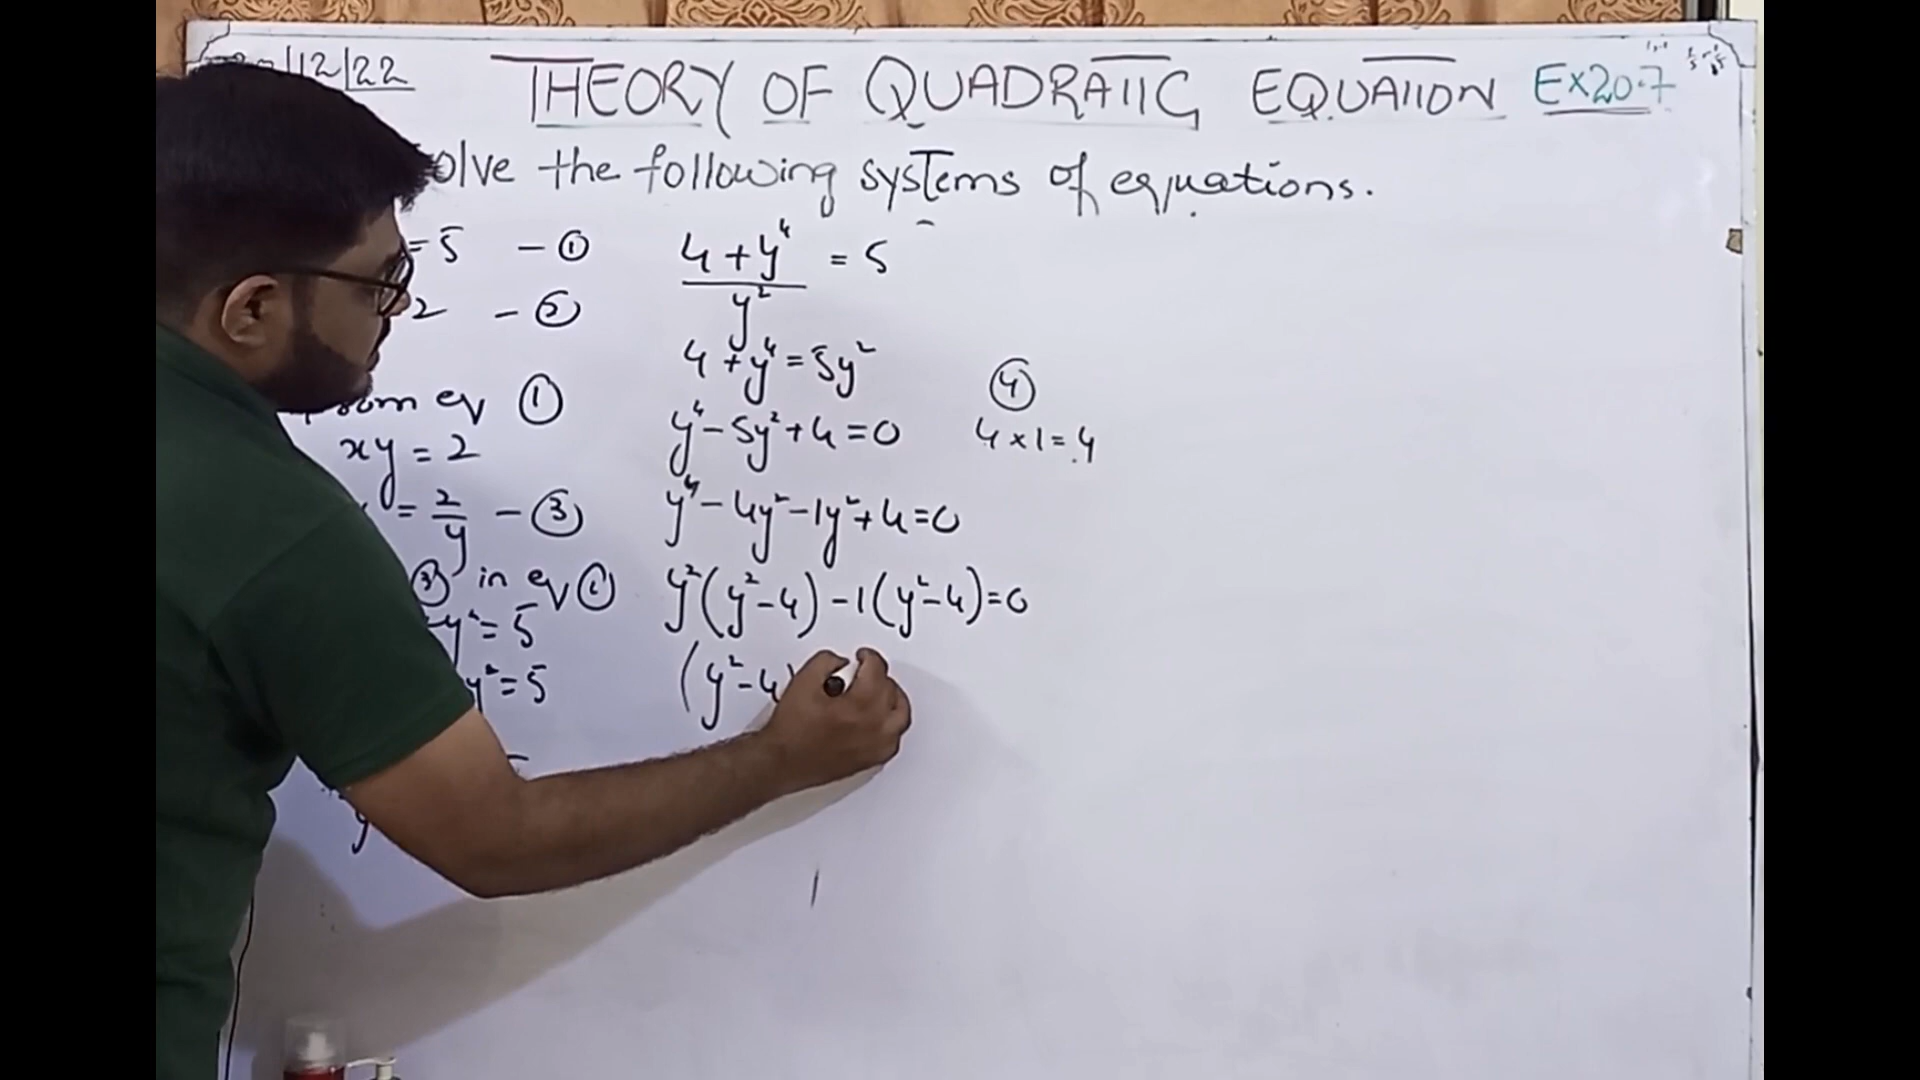 /12/22
THEORY OF QUADRATIC EQUATION Ex20.7
olve the following systems of equations.
=5 - ①
2 - ②
from eq ①
xy = 2
= 2/y - ③
③ in eq ①
y² = 5
y² = 5
4 + y⁴ / y² = 5
4 + y⁴ = 5y²
y⁴ - 5y² + 4 = 0
y⁴ - 4y² - 1y² + 4 = 0
y²(y² - 4) - 1(y² - 4) = 0
(y² - 4)
④
4 × 1 = 4